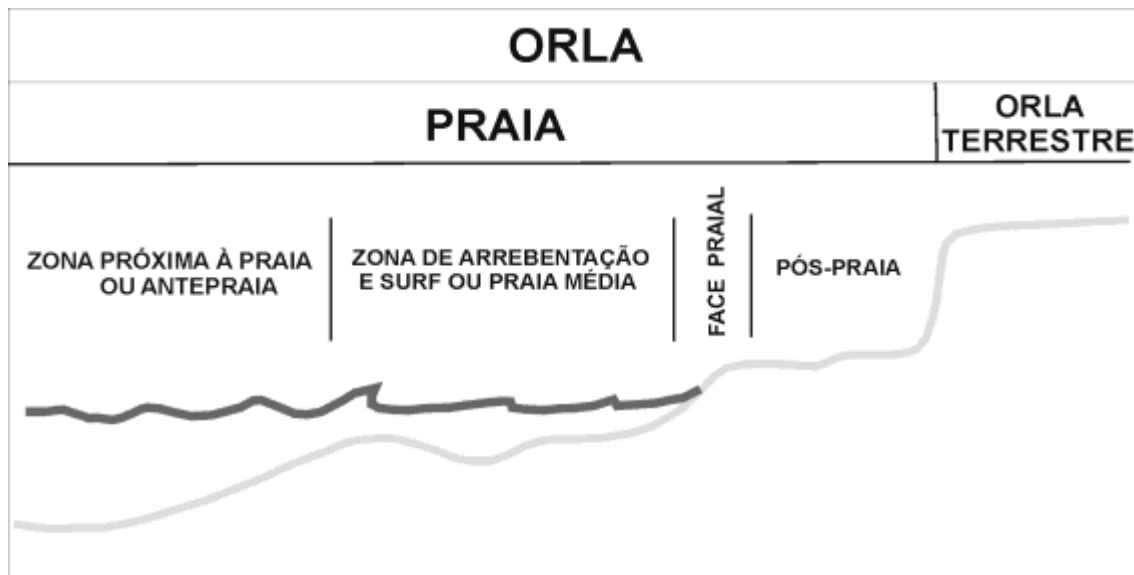 ORLA
PRAIA
ORLA
TERRESTRE
ZONA PRÓXIMA À PRAIA
OU ANTEPRAIA
ZONA DE ARREBENTAÇÃO
E SURF OU PRAIA MÉDIA
FACE PRAIAL
PÓS-PRAIA